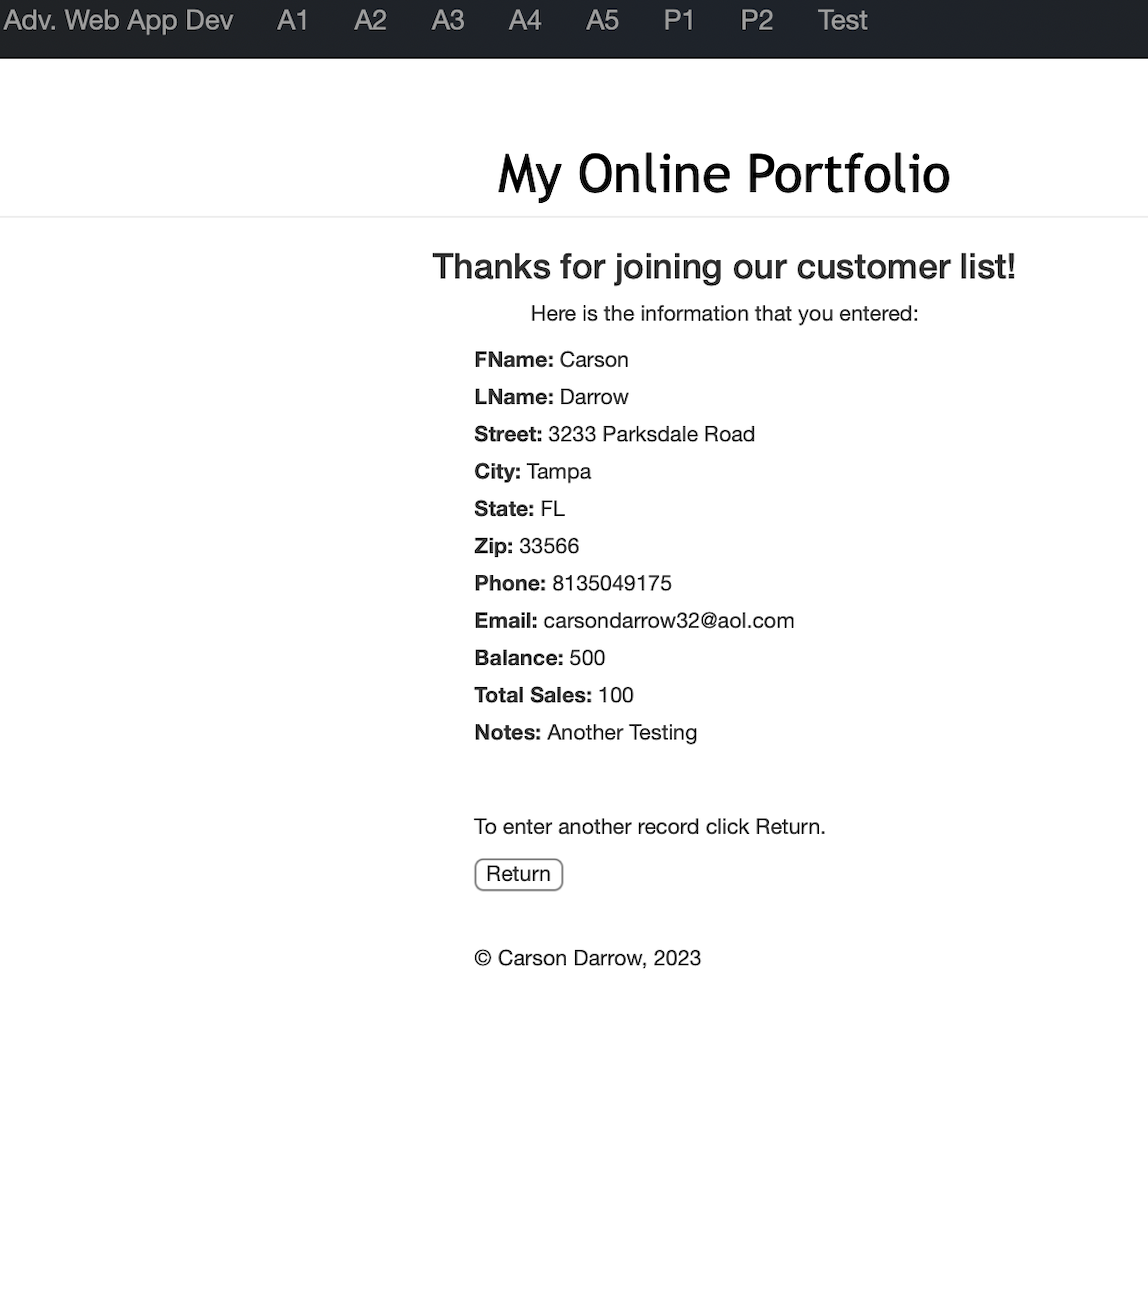 Adv. Web App Dev A1 A2 A3 A4 A5 P1 P2 Test
My Online Portfolio
Thanks for joining our customer list!
Here is the information that you entered:
FName: Carson
LName: Darrow
Street: 3233 Parksdale Road
City: Tampa
State: FL
Zip: 33566
Phone: 8135049175
Email: carsondarrow32@aol.com
Balance: 500
Total Sales: 100
Notes: Another Testing
To enter another record click Return.
Return
© Carson Darrow, 2023